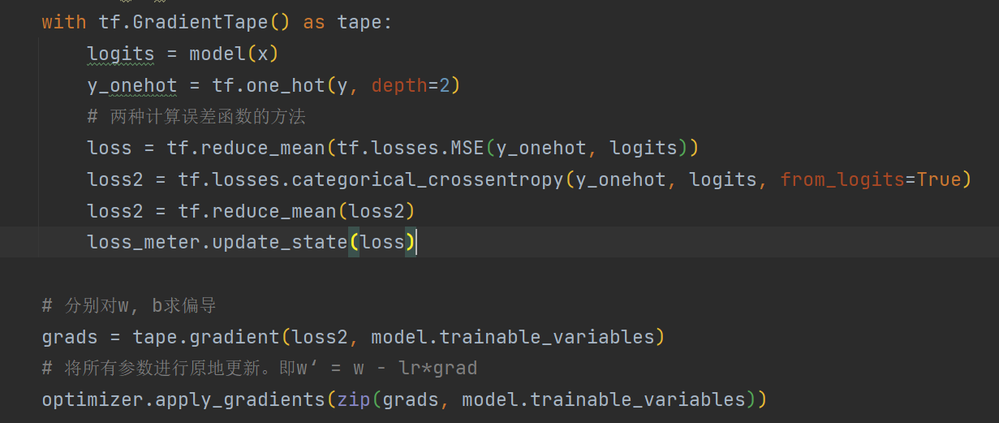 with tf.GradientTape() as tape:
logits = model(x)
y_onehot = tf.one_hot(y, depth=2)
# 两种计算误差函数的方法
loss = tf.reduce_mean(tf.losses.MSE(y_onehot, logits))
loss2 = tf.losses.categorical_crossentropy(y_onehot, logits, from_logits=True)
loss2 = tf.reduce_mean(loss2)
loss_meter.update_state(loss)
# 分别对w, b求偏导
grads = tape.gradient(loss2, model.trainable_variables)
# 将所有参数进行原地更新。即w‘ = w - lr*grad
optimizer.apply_gradients(zip(grads, model.trainable_variables))